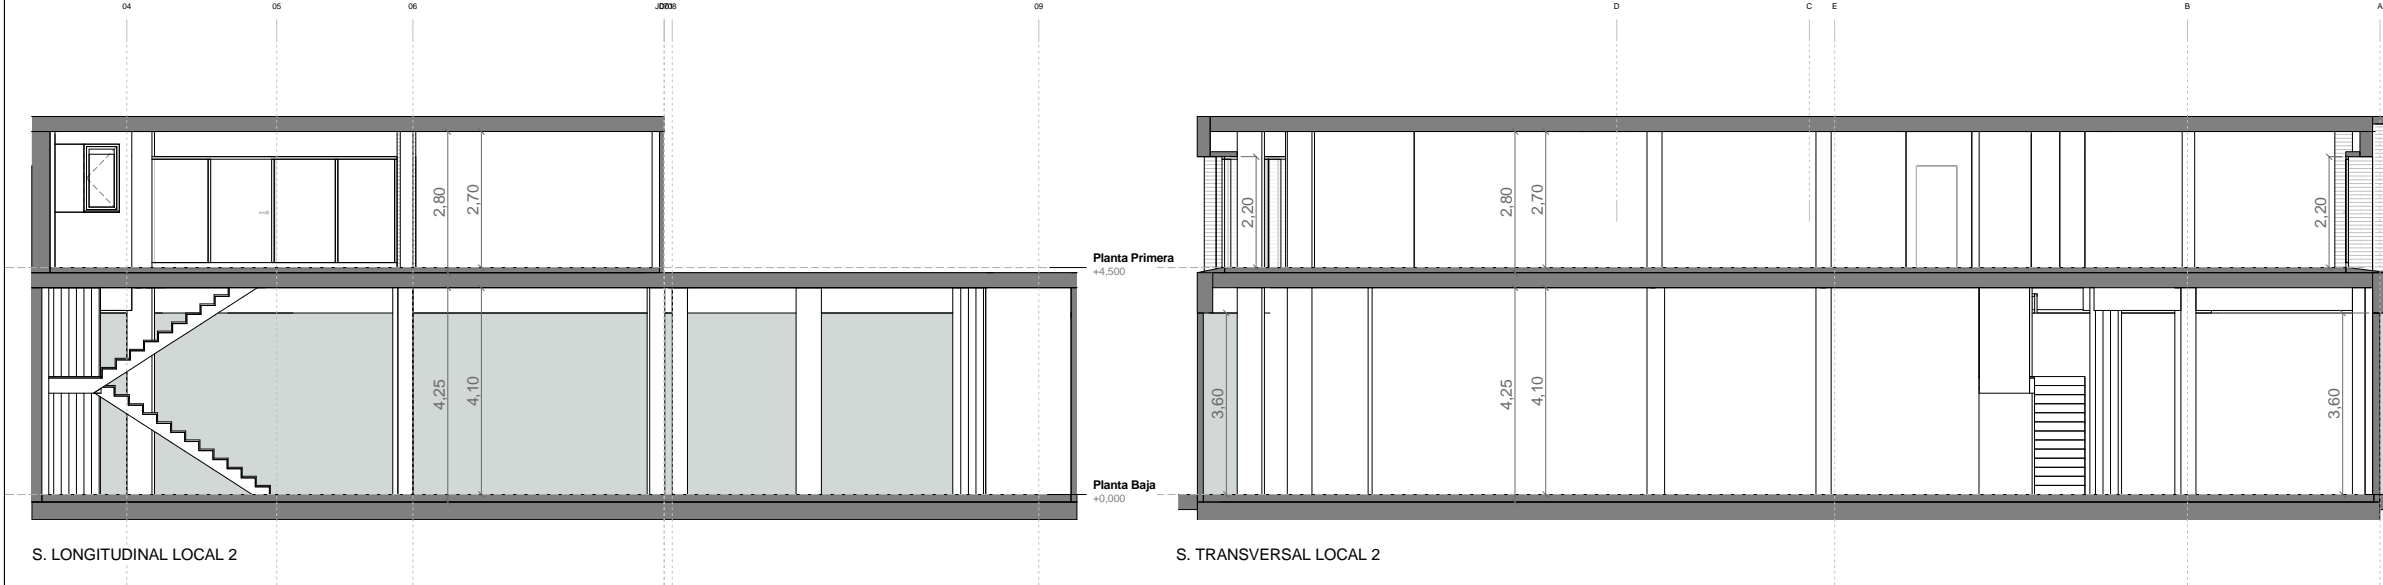 04
05
06
09
D
C
E
B
A
2,80
2,70
2,20
2,80
2,70
2,20
Planta Primera
+4,500
4,25
4,10
3,60
4,25
4,10
3,60
Planta Baja
+0,000
S. LONGITUDINAL LOCAL 2
S. TRANSVERSAL LOCAL 2